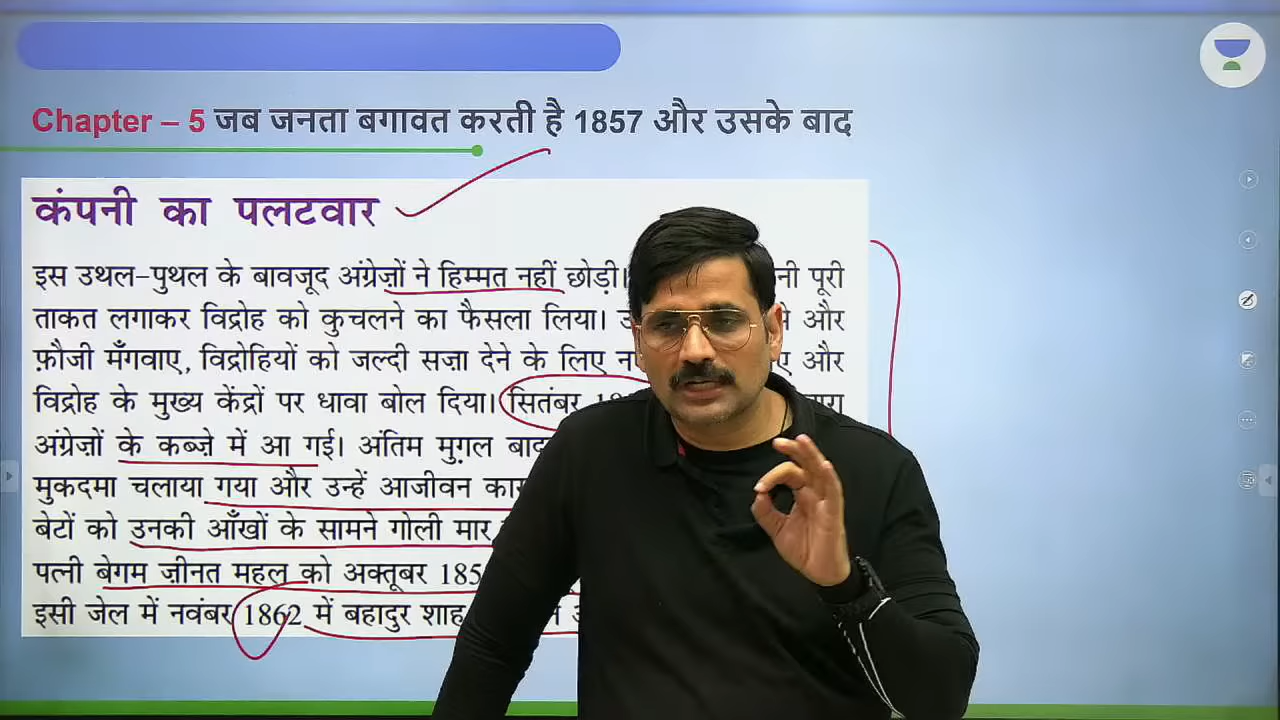 Chapter – 5 जब जनता बगावत करती है 1857 और उसके बाद
कंपनी का पलटवार
इस उथल-पुथल के बावजूद अंग्रेज़ों ने हिम्मत नहीं छोड़ी। पूरी
ताकत लगाकर विद्रोह को कुचलने का फैसला लिया। और
फ़ौजी मँगवाए, विद्रोहियों को जल्दी सज़ा देने के लिए और
विद्रोह के मुख्य केंद्रों पर धावा बोल दिया। सितंबर
अंग्रेज़ों के कब्ज़े में आ गई। अंतिम मुग़ल
मुकदमा चलाया गया और उन्हें आजीवन
बेटों को उनकी आँखों के सामने गोली मार
पत्नी बेगम ज़ीनत महल को अक्तूबर
इसी जेल में नवंबर 1862 में बहादुर शाह